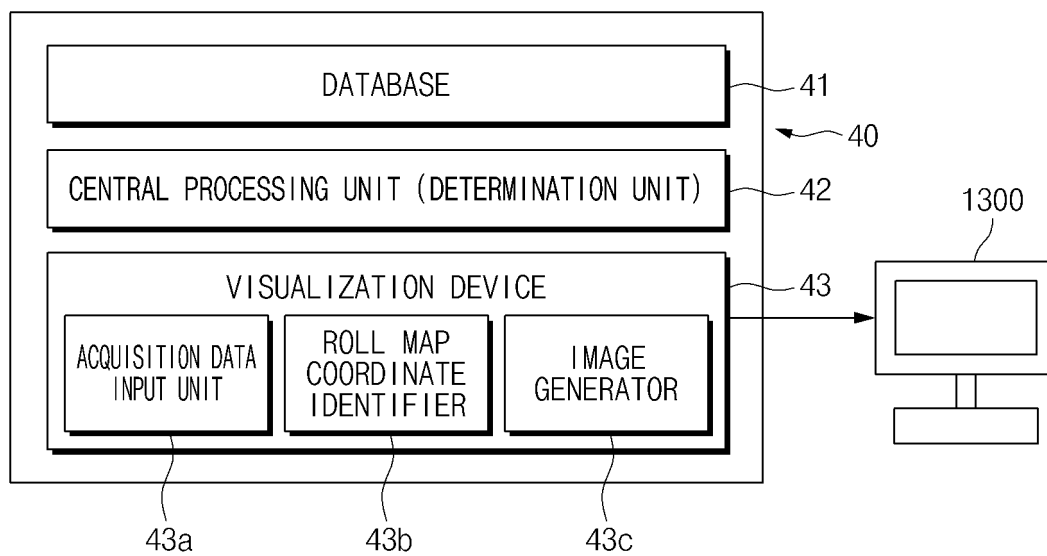 DATABASE
41
40
CENTRAL PROCESSING UNIT (DETERMINATION UNIT)
42
1300
VISUALIZATION DEVICE
43
ACQUISITION DATA
INPUT UNIT
ROLL MAP
COORDINATE
IDENTIFIER
IMAGE
GENERATOR
43a
43b
43c